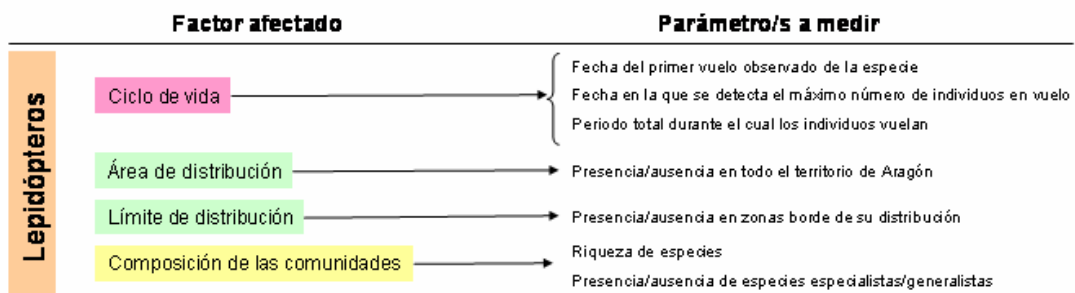 Factor afectado
Parámetro/s a medir
Lepidópteros
Ciclo de vida
Fecha del primer vuelo observado de la especie
Fecha en la que se detecta el máximo número de individuos en vuelo
Periodo total durante el cual los individuos vuelan
Área de distribución
Presencia/ausencia en todo el territorio de Aragón
Límite de distribución
Presencia/ausencia en zonas borde de su distribución
Composición de las comunidades
Riqueza de especies
Presencia/ausencia de especies especialistas/generalistas